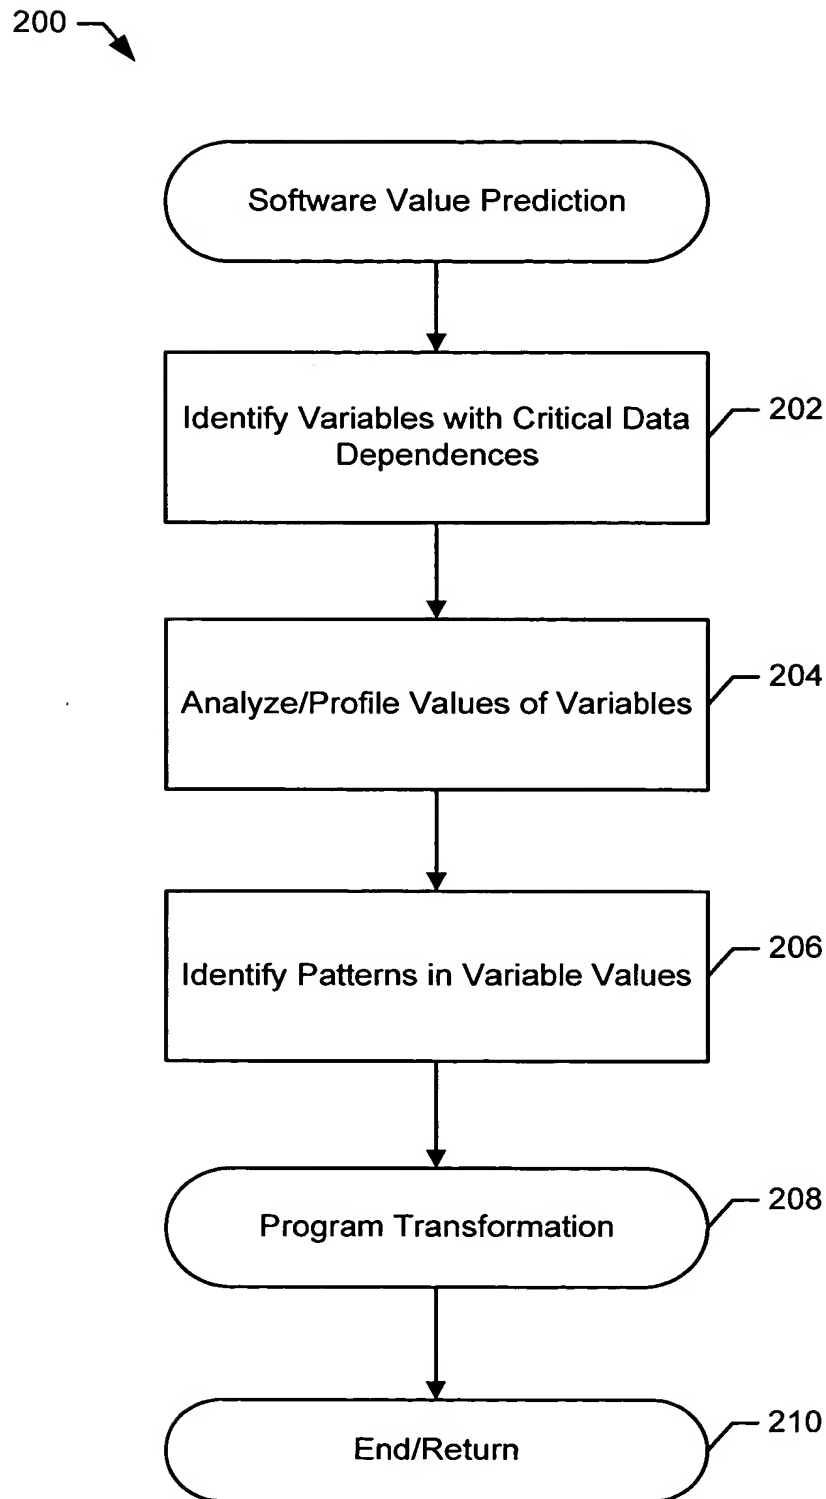 200
Software Value Prediction
Identify Variables with Critical Data
Dependences
202
Analyze/Profile Values of Variables
204
Identify Patterns in Variable Values
206
Program Transformation
208
End/Return
210